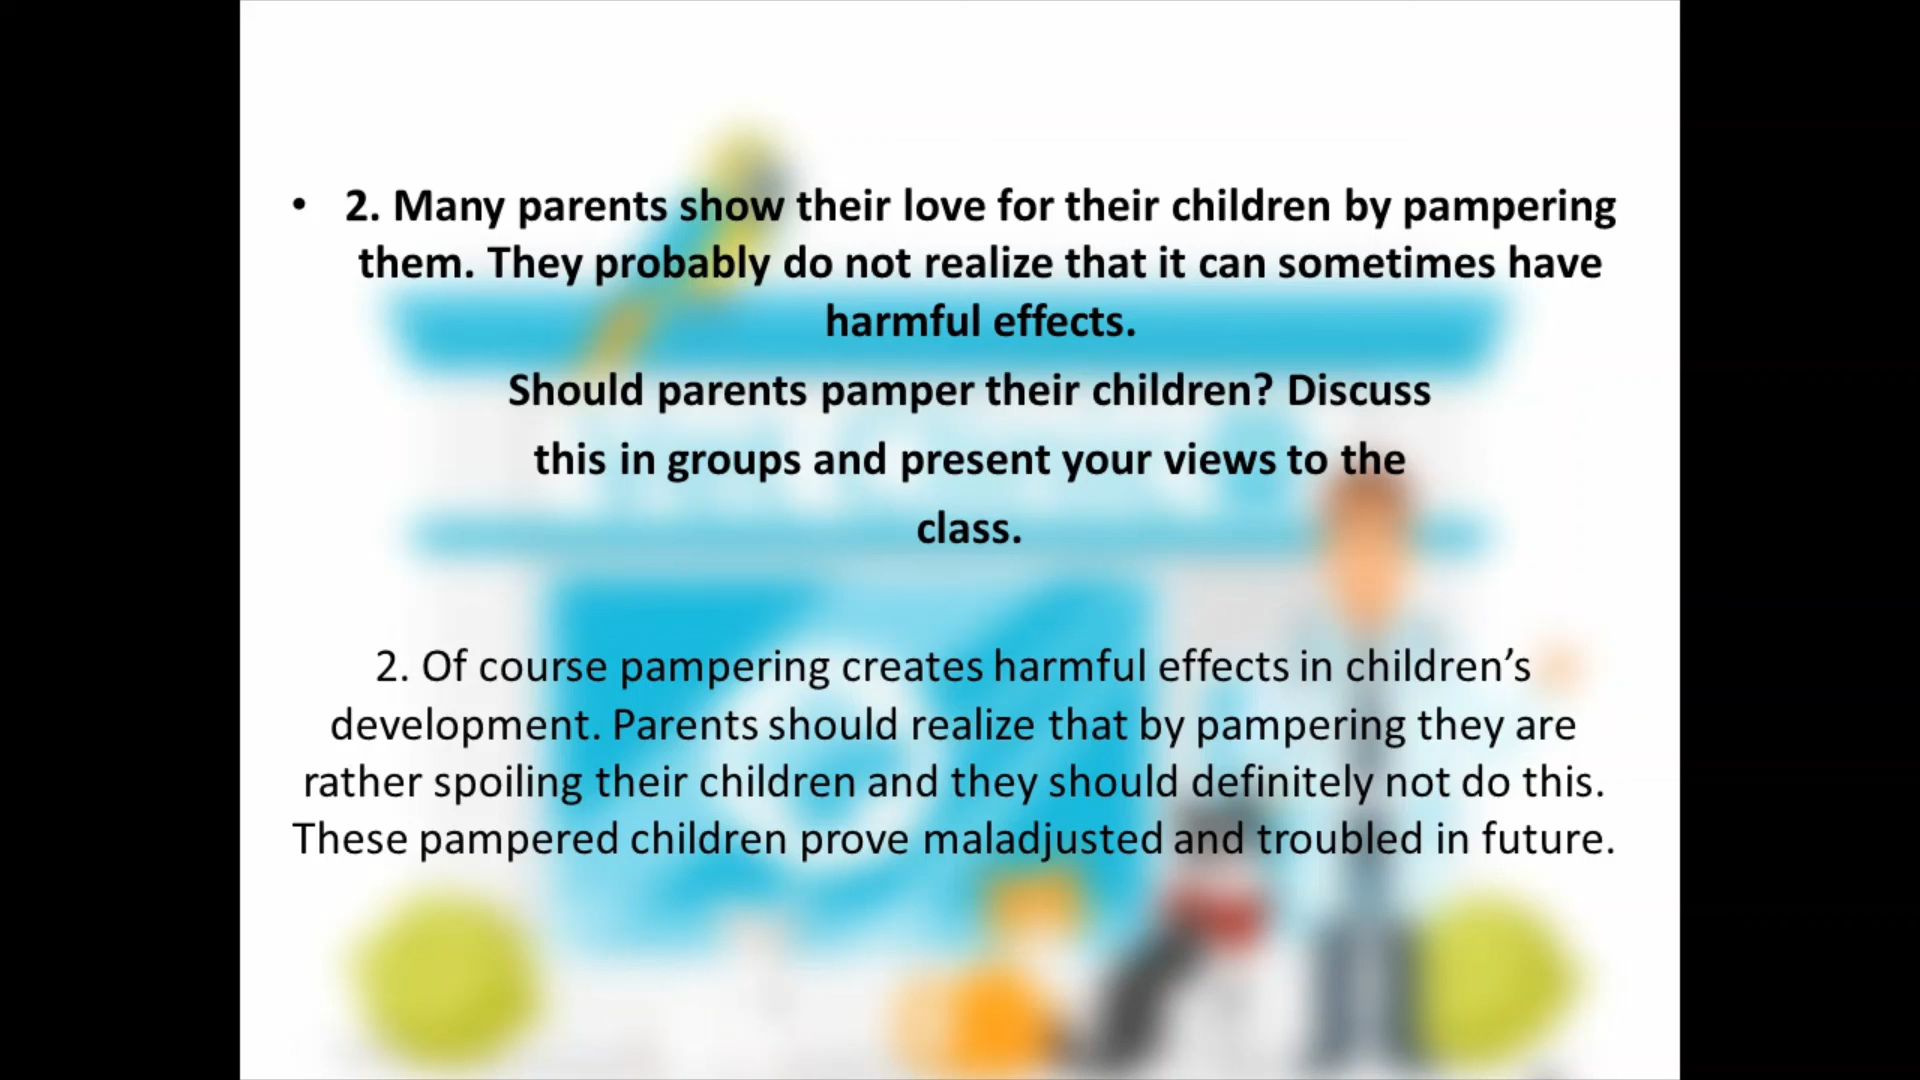 • 2. Many parents show their love for their children by pampering
them. They probably do not realize that it can sometimes have
harmful effects.
Should parents pamper their children? Discuss
this in groups and present your views to the
class.
2. Of course pampering creates harmful effects in children’s
development. Parents should realize that by pampering they are
rather spoiling their children and they should definitely not do this.
These pampered children prove maladjusted and troubled in future.